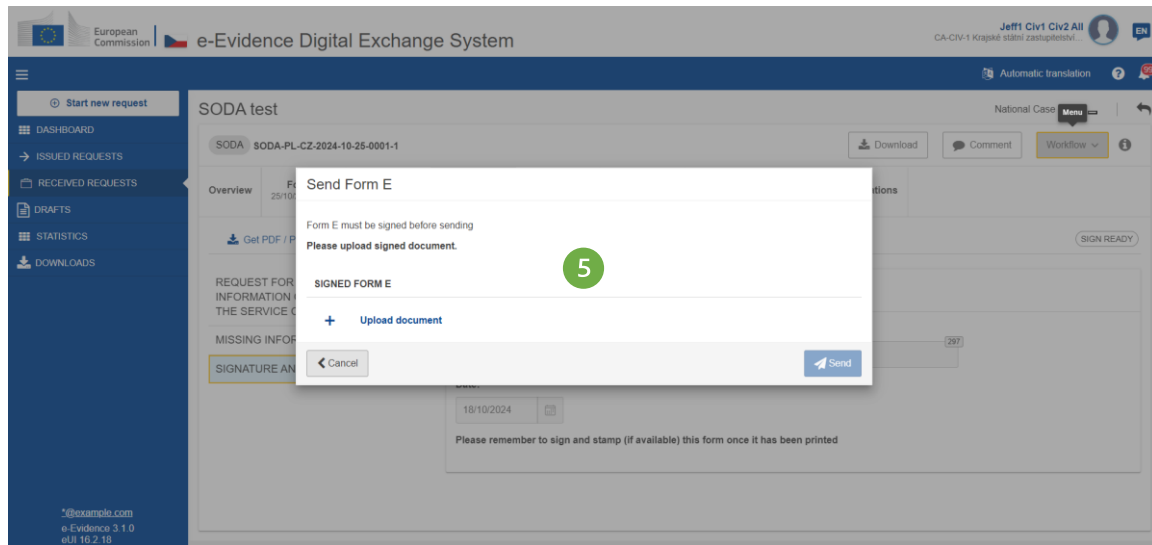 European
Commission
e-Evidence Digital Exchange System
Jeff1 Civ1 Civ2 All
CA-CIV-1 Krajské státní zastupitelství...
EN
Automatic translation
Start new request
DASHBOARD
ISSUED REQUESTS
RECEIVED REQUESTS
DRAFTS
STATISTICS
DOWNLOADS
*@example.com
e-Evidence 3.1.0
eUI 16.2.18
SODA test
National Case
Menu
SODA SODA-PL-CZ-2024-10-25-0001-1
Download
Comment
Workflow
Overview
25/10/
Get PDF / P
SIGN READY
REQUEST FOR
INFORMATION
THE SERVICE
MISSING INFOR
SIGNATURE AN
Send Form E
Form E must be signed before sending
Please upload signed document.
5
SIGNED FORM E
+ Upload document
Cancel
Send
297
Date:
18/10/2024
Please remember to sign and stamp (if available) this form once it has been printed